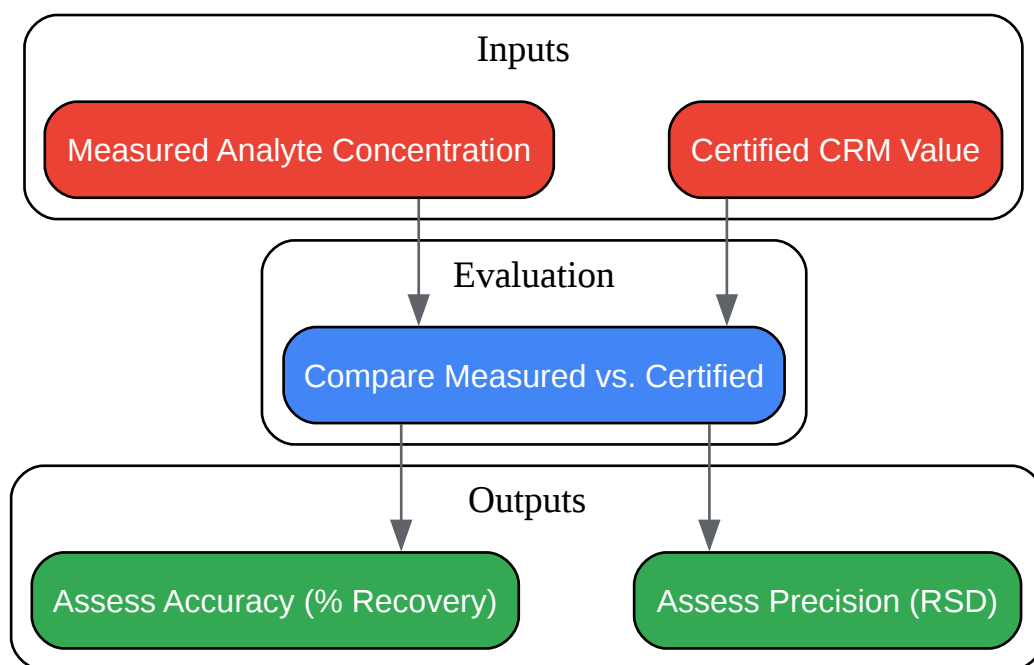 Inputs
Measured Analyte Concentration
Certified CRM Value
Evaluation
Compare Measured vs. Certified
Outputs
Assess Accuracy (% Recovery)
Assess Precision (RSD)